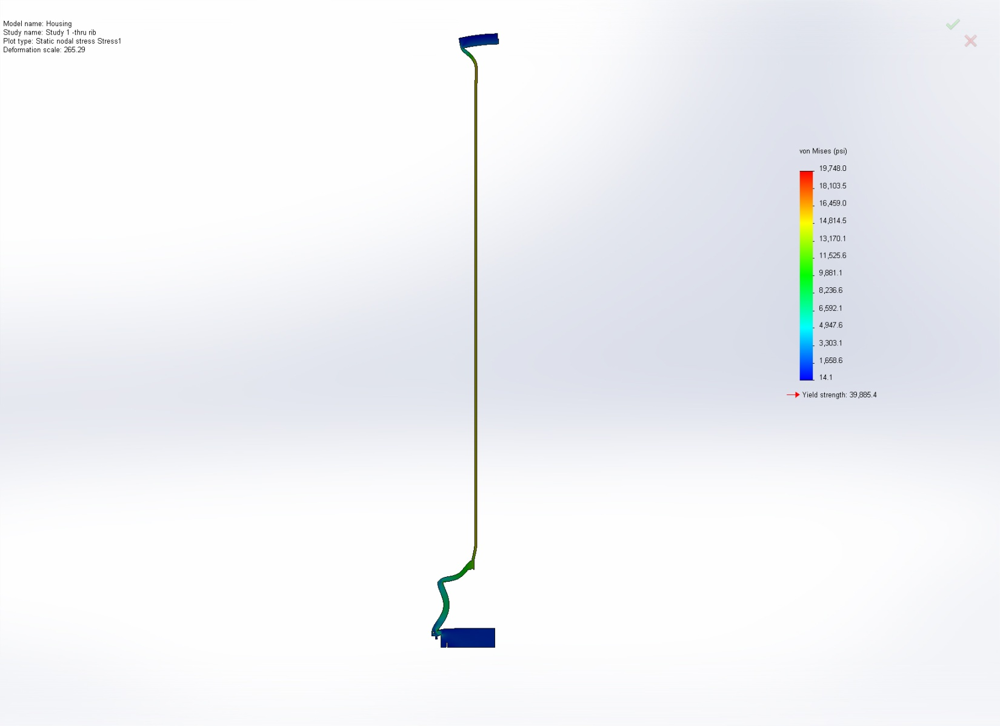 Model name: Housing
Study name: Study 1 -thru rib
Plot type: Static nodal stress Stress1
Deformation scale: 265.29
von Mises (psi)
19,748.0
18,103.5
16,459.0
14,814.5
13,170.1
11,525.6
9,881.1
8,236.6
6,592.1
4,947.6
3,303.1
1,658.6
14.1
Yield strength: 39,885.4